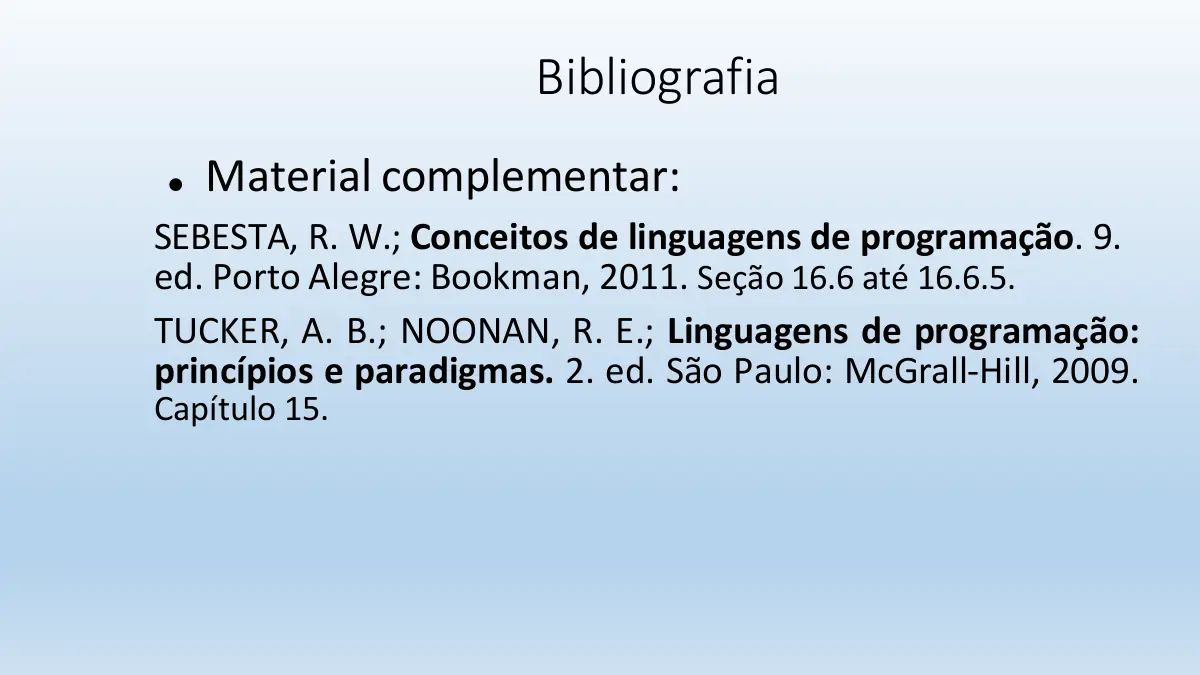 Bibliografia
• Material complementar:
SEBESTA, R. W.; Conceitos de linguagens de programação. 9.
ed. Porto Alegre: Bookman, 2011. Seção 16.6 até 16.6.5.
TUCKER, A. B.; NOONAN, R. E.; Linguagens de programação:
princípios e paradigmas. 2. ed. São Paulo: McGrall-Hill, 2009.
Capítulo 15.